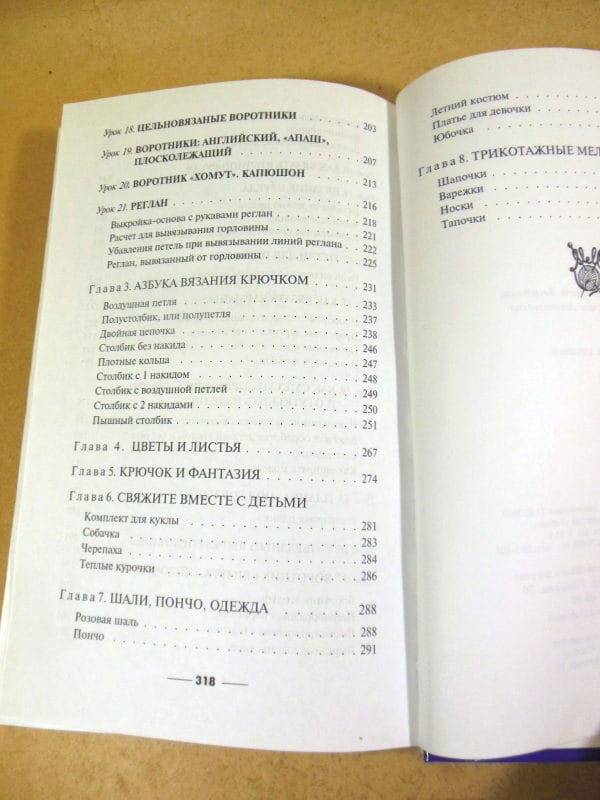 Урок 18. ЦЕЛЬНОВЯЗАНЫЕ ВОРОТНИКИ . . . . . . . . . 203
Урок 19. ВОРОТНИКИ: АНГЛИЙСКИЙ, «АПАШ»,
ПЛОСКОЛЕЖАЩИЙ . . . . . . . . . 207
Урок 20. ВОРОТНИК «ХОМУТ». КАПЮШОН . . . . . . 213
Урок 21. РЕГЛАН . . . . . . . . . 216
Выкройка-основа с рукавами реглан . . . . . . 218
Расчет для вывязывания горловины . . . . . . 221
Убавления петель при вывязывании линий реглана . . 222
Реглан, вывязанный от горловины . . . . . . 225
Глава 3. АЗБУКА ВЯЗАНИЯ КРЮЧКОМ . . . . 231
Воздушная петля . . . . . . . . . 233
Полустолбик, или полупетля . . . . . . . . . 237
Двойная цепочка . . . . . . . . . 238
Столбик без накида . . . . . . . . . 246
Плотные кольца . . . . . . . . . 247
Столбик с 1 накидом . . . . . . . . . 248
Столбик с воздушной петлей . . . . . . . . . 249
Столбик с 2 накидами . . . . . . . . . 250
Пышный столбик . . . . . . . . . 251
Глава 4. ЦВЕТЫ И ЛИСТЬЯ . . . . . . . . . 267
Глава 5. КРЮЧОК И ФАНТАЗИЯ . . . . . . . . . 274
Глава 6. СВЯЖИТЕ ВМЕСТЕ С ДЕТЬМИ
Комплект для куклы . . . . . . . . . 281
Собачка . . . . . . . . . 283
Черепаха . . . . . . . . . 284
Теплые курочки . . . . . . . . . 286
Глава 7. ШАЛИ, ПОНЧО, ОДЕЖДА . . . . . . . . . 288
Розовая шаль . . . . . . . . . 288
Пончо . . . . . . . . . 291
318
Летний костюм . . . . . .
Платье для девочки . . . . . .
Юбочка . . . . . .
Глава 8. ТРИКОТАЖНЫЕ МЕЛ
Шапочки . . . . . .
Варежки . . . . . .
Носки . . . . . .
Тапочки . . . . . .